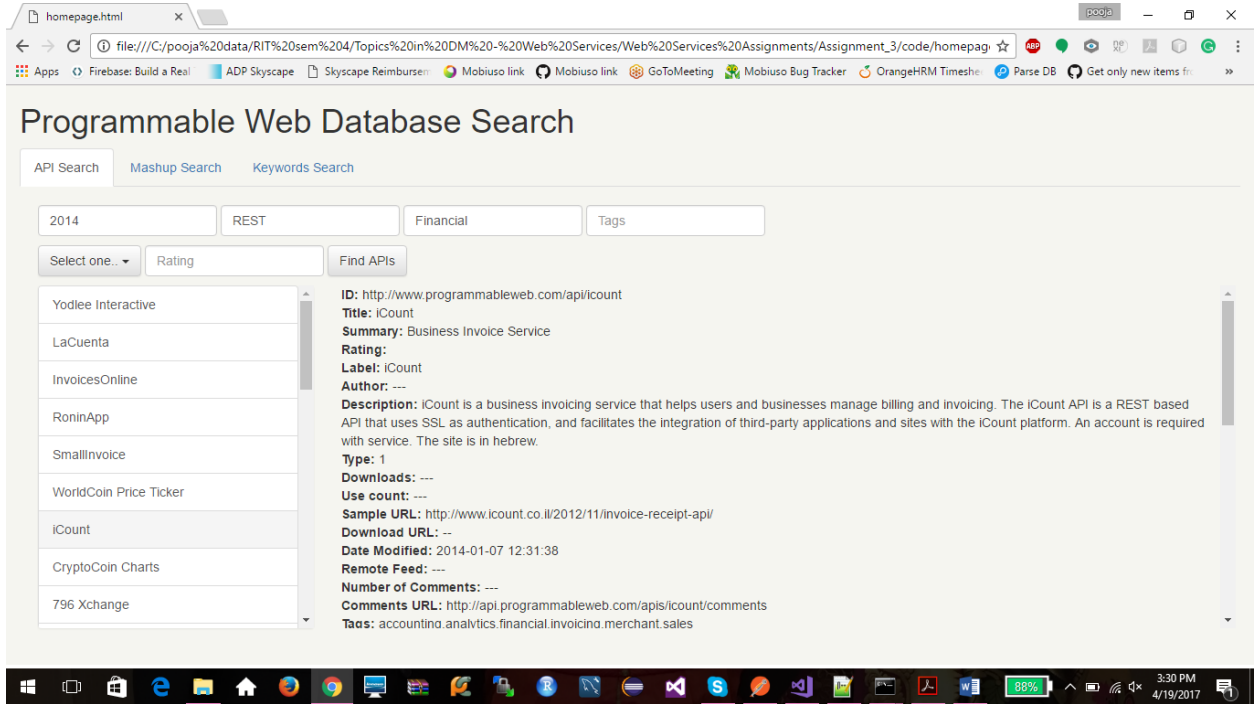 homepage.html
pooja
file:///C:/pooja%20data/RIT%20sem%204/Topics%20in%20DM%20-%20Web%20Services/Web%20Services%20Assignments/Assignment_3/code/homepag
ABP
Apps Firebase: Build a Real ADP Skyscape Skyscape Reimbursem Mobiuso link Mobiuso link GoToMeeting Mobiuso Bug Tracker OrangeHRM Timeshe Parse DB Get only new items fr »
Programmable Web Database Search
API Search Mashup Search Keywords Search
2014 REST Financial Tags
Select one.. Rating Find APIs
Yodlee Interactive
LaCuenta
InvoicesOnline
RoninApp
SmallInvoice
WorldCoin Price Ticker
iCount
CryptoCoin Charts
796 Xchange
ID: http://www.programmableweb.com/api/icount
Title: iCount
Summary: Business Invoice Service
Rating:
Label: iCount
Author: ---
Description: iCount is a business invoicing service that helps users and businesses manage billing and invoicing. The iCount API is a REST based
API that uses SSL as authentication, and facilitates the integration of third-party applications and sites with the iCount platform. An account is required
with service. The site is in hebrew.
Type: 1
Downloads: ---
Use count: ---
Sample URL: http://www.icount.co.il/2012/11/invoice-receipt-api/
Download URL: --
Date Modified: 2014-01-07 12:31:38
Remote Feed: ---
Number of Comments: ---
Comments URL: http://api.programmableweb.com/apis/icount/comments
Tags: accounting,analytics,financial,invoicing,merchant,sales
88%
3:30 PM
4/19/2017